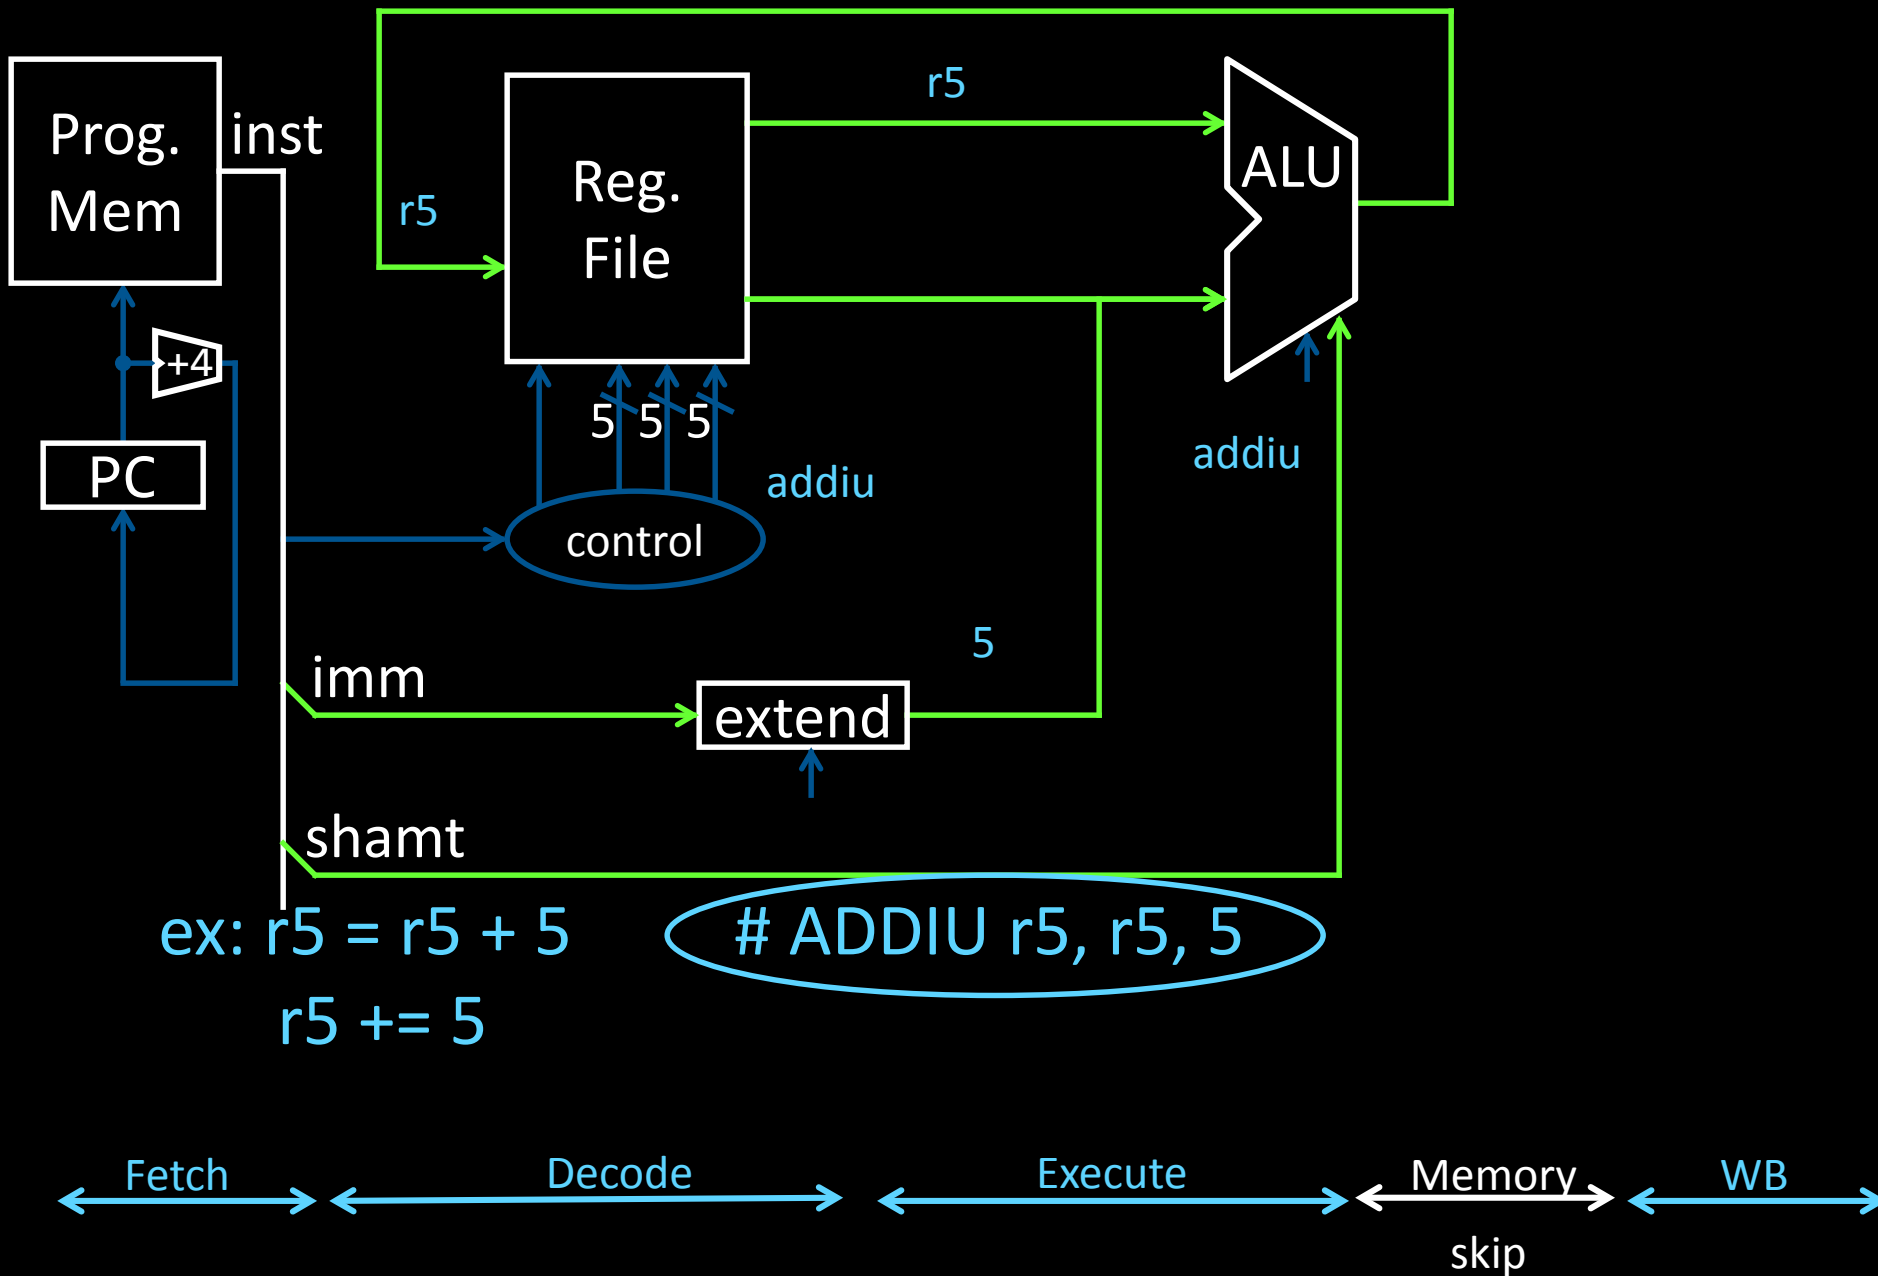 Prog.
Mem
inst
r5
Reg.
File
r5
ALU
+4
PC
5 5 5
addiu
addiu
control
imm
5
extend
shamt
ex: r5 = r5 + 5
# ADDIU r5, r5, 5
r5 += 5
Fetch
Decode
Execute
Memory
WB
skip